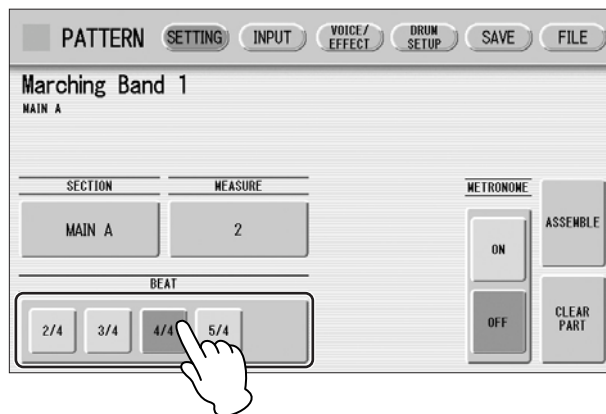 PATTERN SETTING INPUT VOICE/ EFFECT DRUM SETUP SAVE FILE
Marching Band 1
MAIN A
SECTION MEASURE METRONOME
MAIN A 2 ASSEMBLE
ON
BEAT
2/4 3/4 4/4 5/4 OFF CLEAR PART